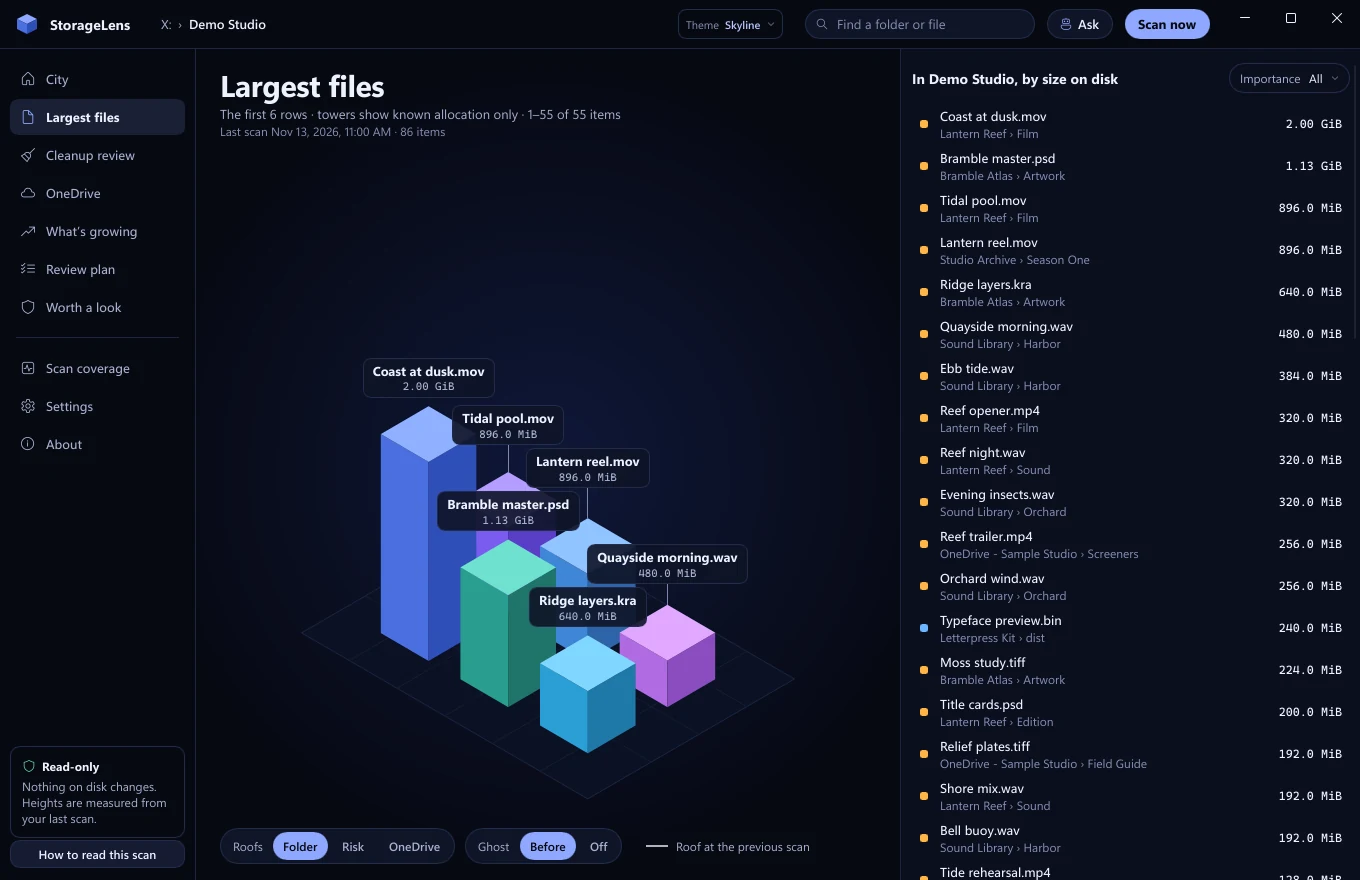 StorageLens
X: › Demo Studio
Theme Skyline
Find a folder or file
Ask
Scan now
City
Largest files
Cleanup review
OneDrive
What's growing
Review plan
Worth a look
Scan coverage
Settings
About
Read-only
Nothing on disk changes.
Heights are measured from
your last scan.
How to read this scan
Largest files
The first 6 rows · towers show known allocation only · 1–55 of 55 items
Last scan Nov 13, 2026, 11:00 AM · 86 items
Coast at dusk.mov
2.00 GiB
Tidal pool.mov
896.0 MiB
Lantern reel.mov
896.0 MiB
Bramble master.psd
1.13 GiB
Quayside morning.wav
480.0 MiB
Ridge layers.kra
640.0 MiB
Roofs Folder Risk OneDrive
Ghost Before Off
Roof at the previous scan
In Demo Studio, by size on disk
Importance All
Coast at dusk.mov
Lantern Reef › Film
2.00 GiB
Bramble master.psd
Bramble Atlas › Artwork
1.13 GiB
Tidal pool.mov
Lantern Reef › Film
896.0 MiB
Lantern reel.mov
Studio Archive › Season One
896.0 MiB
Ridge layers.kra
Bramble Atlas › Artwork
640.0 MiB
Quayside morning.wav
Sound Library › Harbor
480.0 MiB
Ebb tide.wav
Sound Library › Harbor
384.0 MiB
Reef opener.mp4
Lantern Reef › Film
320.0 MiB
Reef night.wav
Lantern Reef › Sound
320.0 MiB
Evening insects.wav
Sound Library › Orchard
320.0 MiB
Reef trailer.mp4
OneDrive - Sample Studio › Screeners
256.0 MiB
Orchard wind.wav
Sound Library › Orchard
256.0 MiB
Typeface preview.bin
Letterpress Kit › dist
240.0 MiB
Moss study.tiff
Bramble Atlas › Artwork
224.0 MiB
Title cards.psd
Lantern Reef › Edition
200.0 MiB
Relief plates.tiff
OneDrive - Sample Studio › Field Guide
192.0 MiB
Shore mix.wav
Lantern Reef › Sound
192.0 MiB
Bell buoy.wav
Sound Library › Harbor
192.0 MiB
Tide rehearsal.mp4
128.0 MiB